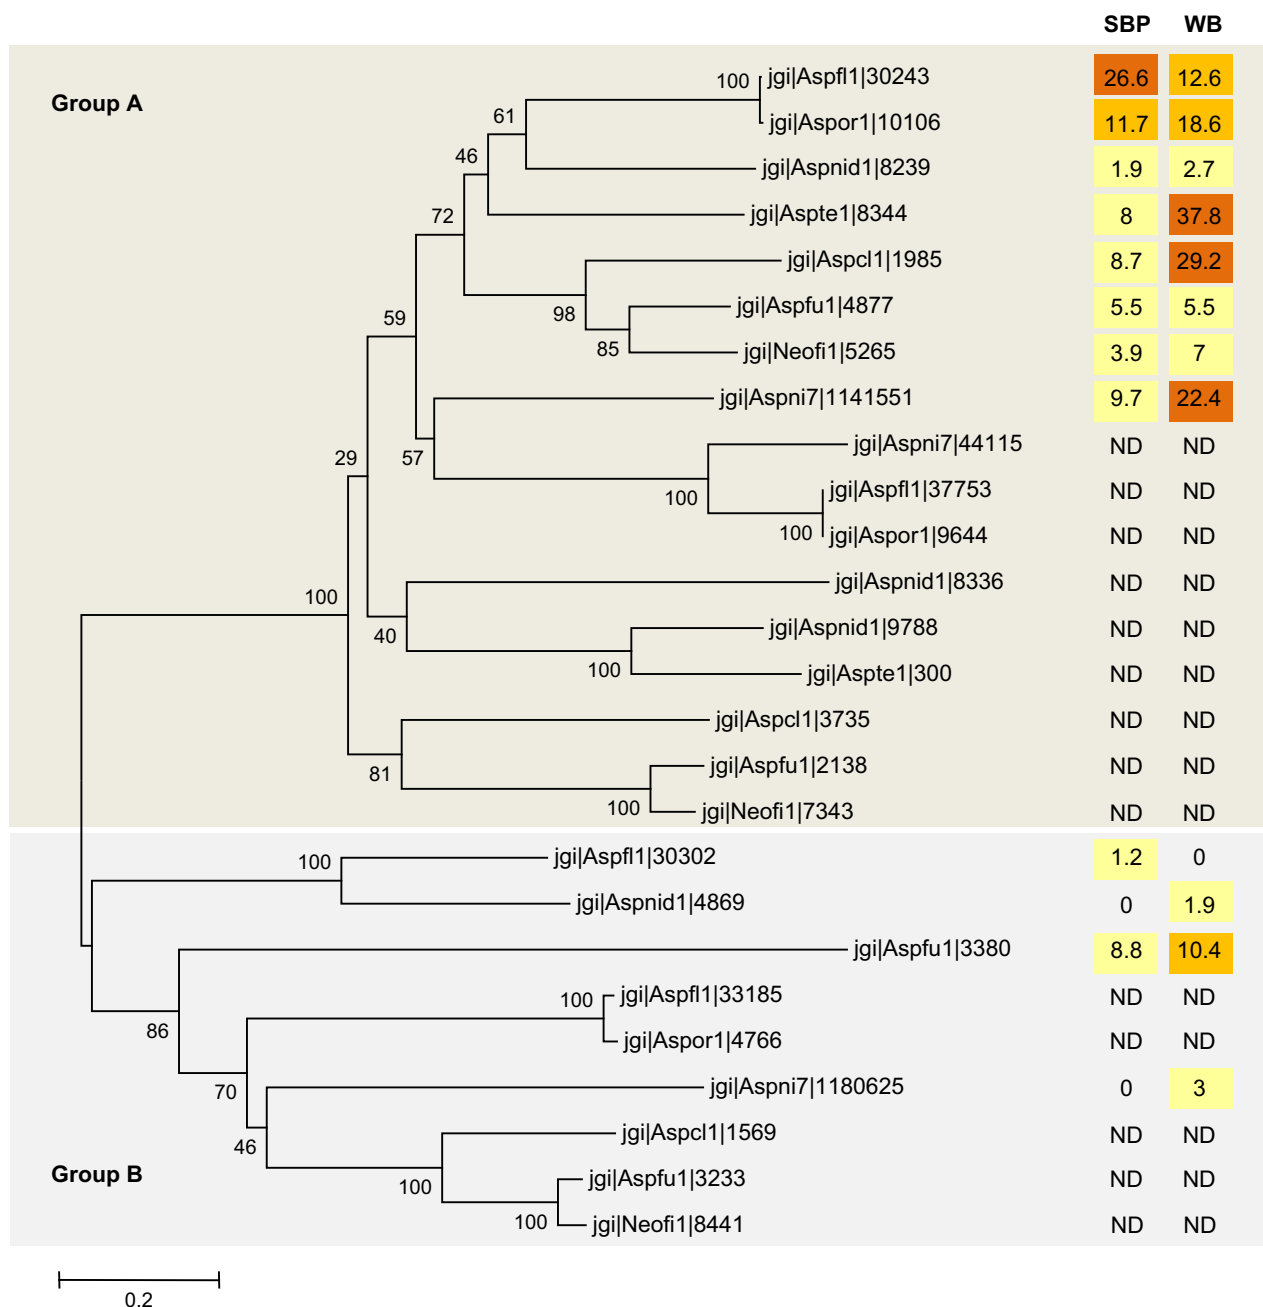 SBP WB
Group A
100 jgi|Aspfl1|30243 26.6 12.6
61 jgi|Aspor1|10106 11.7 18.6
46 jgi|Aspnid1|8239 1.9 2.7
72 jgi|Aspte1|8344 8 37.8
jgi|Aspcl1|1985 8.7 29.2
98 jgi|Aspfu1|4877 5.5 5.5
59 85 jgi|Neofi1|5265 3.9 7
jgi|Aspni7|1141551 9.7 22.4
29 57 jgi|Aspni7|44115 ND ND
100 jgi|Aspfl1|37753 ND ND
100 jgi|Aspor1|9644 ND ND
jgi|Aspnid1|8336 ND ND
100 40 jgi|Aspnid1|9788 ND ND
100 jgi|Aspte1|300 ND ND
jgi|Aspcl1|3735 ND ND
81 jgi|Aspfu1|2138 ND ND
100 jgi|Neofi1|7343 ND ND
100 jgi|Aspfl1|30302 1.2 0
jgi|Aspnid1|4869 0 1.9
jgi|Aspfu1|3380 8.8 10.4
100 jgi|Aspfl1|33185 ND ND
86 jgi|Aspor1|4766 ND ND
70 jgi|Aspni7|1180625 0 3
46 jgi|Aspcl1|1569 ND ND
Group B 100 jgi|Aspfu1|3233 ND ND
100 jgi|Neofi1|8441 ND ND
0.2